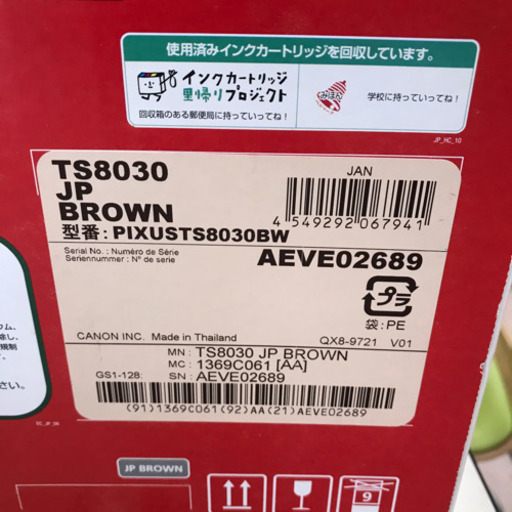 使用済みインクカートリッジを回収しています。
インクカートリッジ
里帰りプロジェクト
回収箱のある郵便局に持っていってね!
学校に持っていってね!
JP_HC_10
TS8030
JP
BROWN
型番: PIXUSTS8030BW
JAN
4 549292 067941
Serial No. : Numéro de Série
Seriennummer : Nº de serie
AEVE02689
プラ
袋:PE
CANON INC. Made in Thailand
QX8-9721 V01
MN : TS8030 JP BROWN
MC : 1369C061 [AA]
GS1-128: SN : AEVE02689
(91)1369C061(92)AA(21)AEVE02689
JP BROWN
9